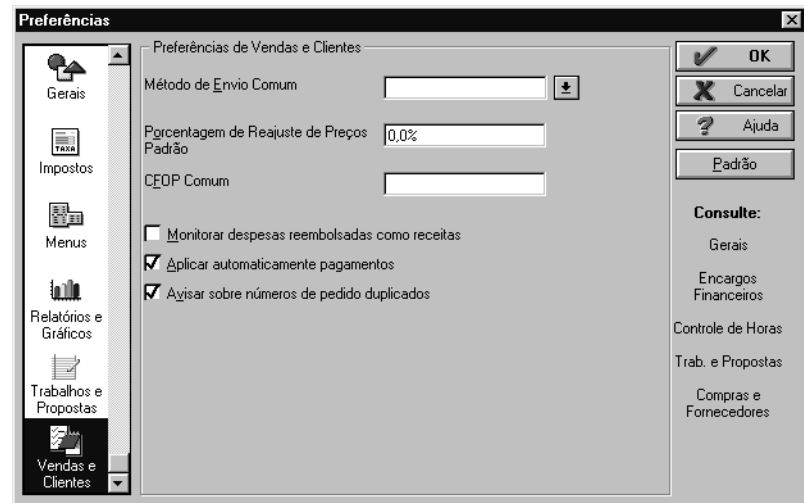 Preferências
Gerais
TAXA
Impostos
Menus
Relatórios e
Gráficos
Trabalhos e
Propostas
Vendas e
Clientes
Preferências de Vendas e Clientes
Método de Envio Comum
Porcentagem de Reajuste de Preços
Padrão
0,0%
CFOP Comum
Monitorar despesas reembolsadas como receitas
Aplicar automaticamente pagamentos
Avisar sobre números de pedido duplicados
OK
Cancelar
Ajuda
Padrão
Consulte:
Gerais
Encargos
Financeiros
Controle de Horas
Trab. e Propostas
Compras e
Fornecedores